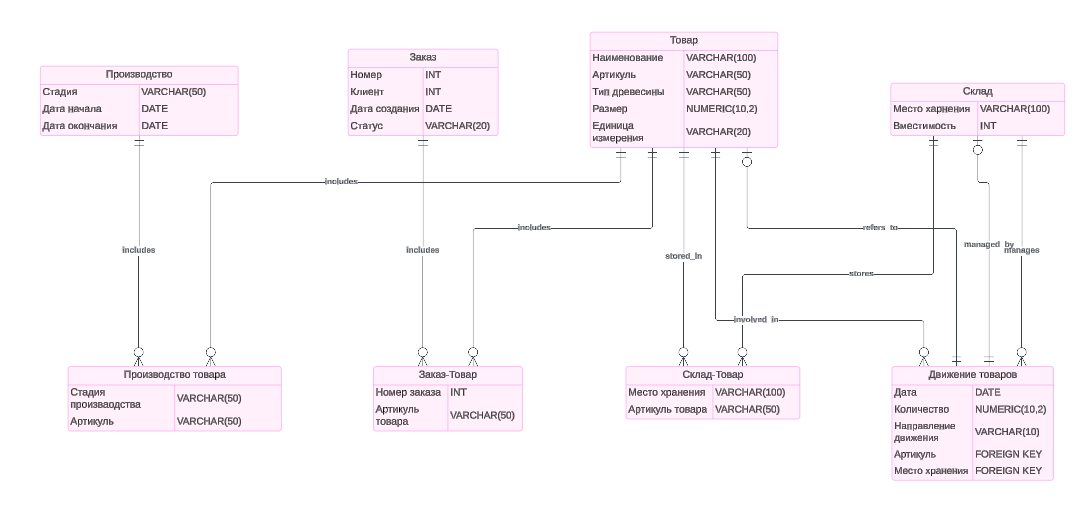 Производство
Стадия VARCHAR(50)
Дата начала DATE
Дата окончания DATE
Заказ
Номер INT
Клиент INT
Дата создания DATE
Статус VARCHAR(20)
Товар
Наименование VARCHAR(100)
Артикуль VARCHAR(50)
Тип древесины VARCHAR(50)
Размер NUMERIC(10,2)
Единица
измерения VARCHAR(20)
Склад
Место харнения VARCHAR(100)
Вместимость INT
includes
includes
includes
includes
stored_in
refers_to
managed_by
manages
stores
involved_in
Производство товара
Стадия
произваодства VARCHAR(50)
Артикуль VARCHAR(50)
Заказ-Товар
Номер заказа INT
Артикуль
товара VARCHAR(50)
Склад-Товар
Место хранения VARCHAR(100)
Артикуль товара VARCHAR(50)
Движение товаров
Дата DATE
Количество NUMERIC(10,2)
Направление
движения VARCHAR(10)
Артикуль FOREIGN KEY
Место хранения FOREIGN KEY